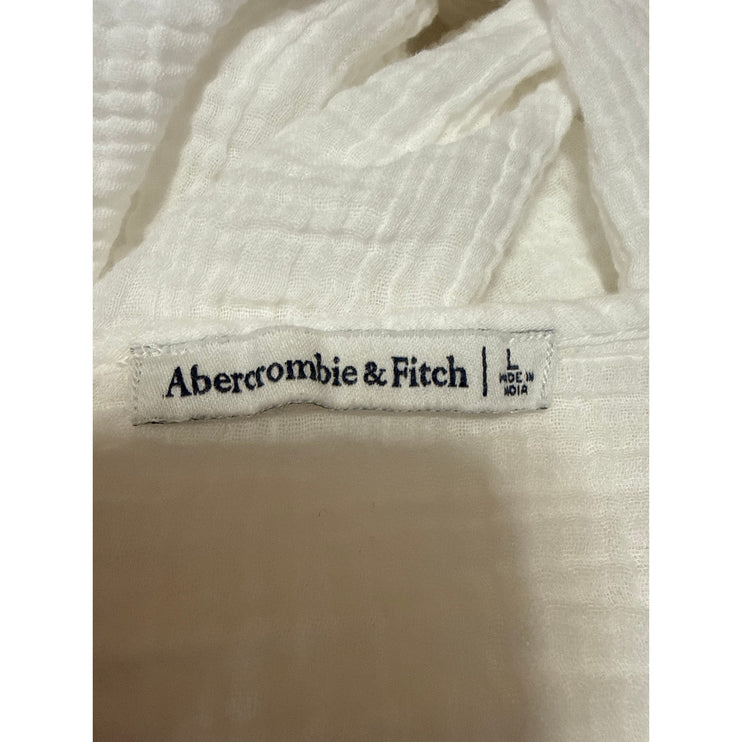 Abercrombie & Fitch
L
MADE IN
INDIA